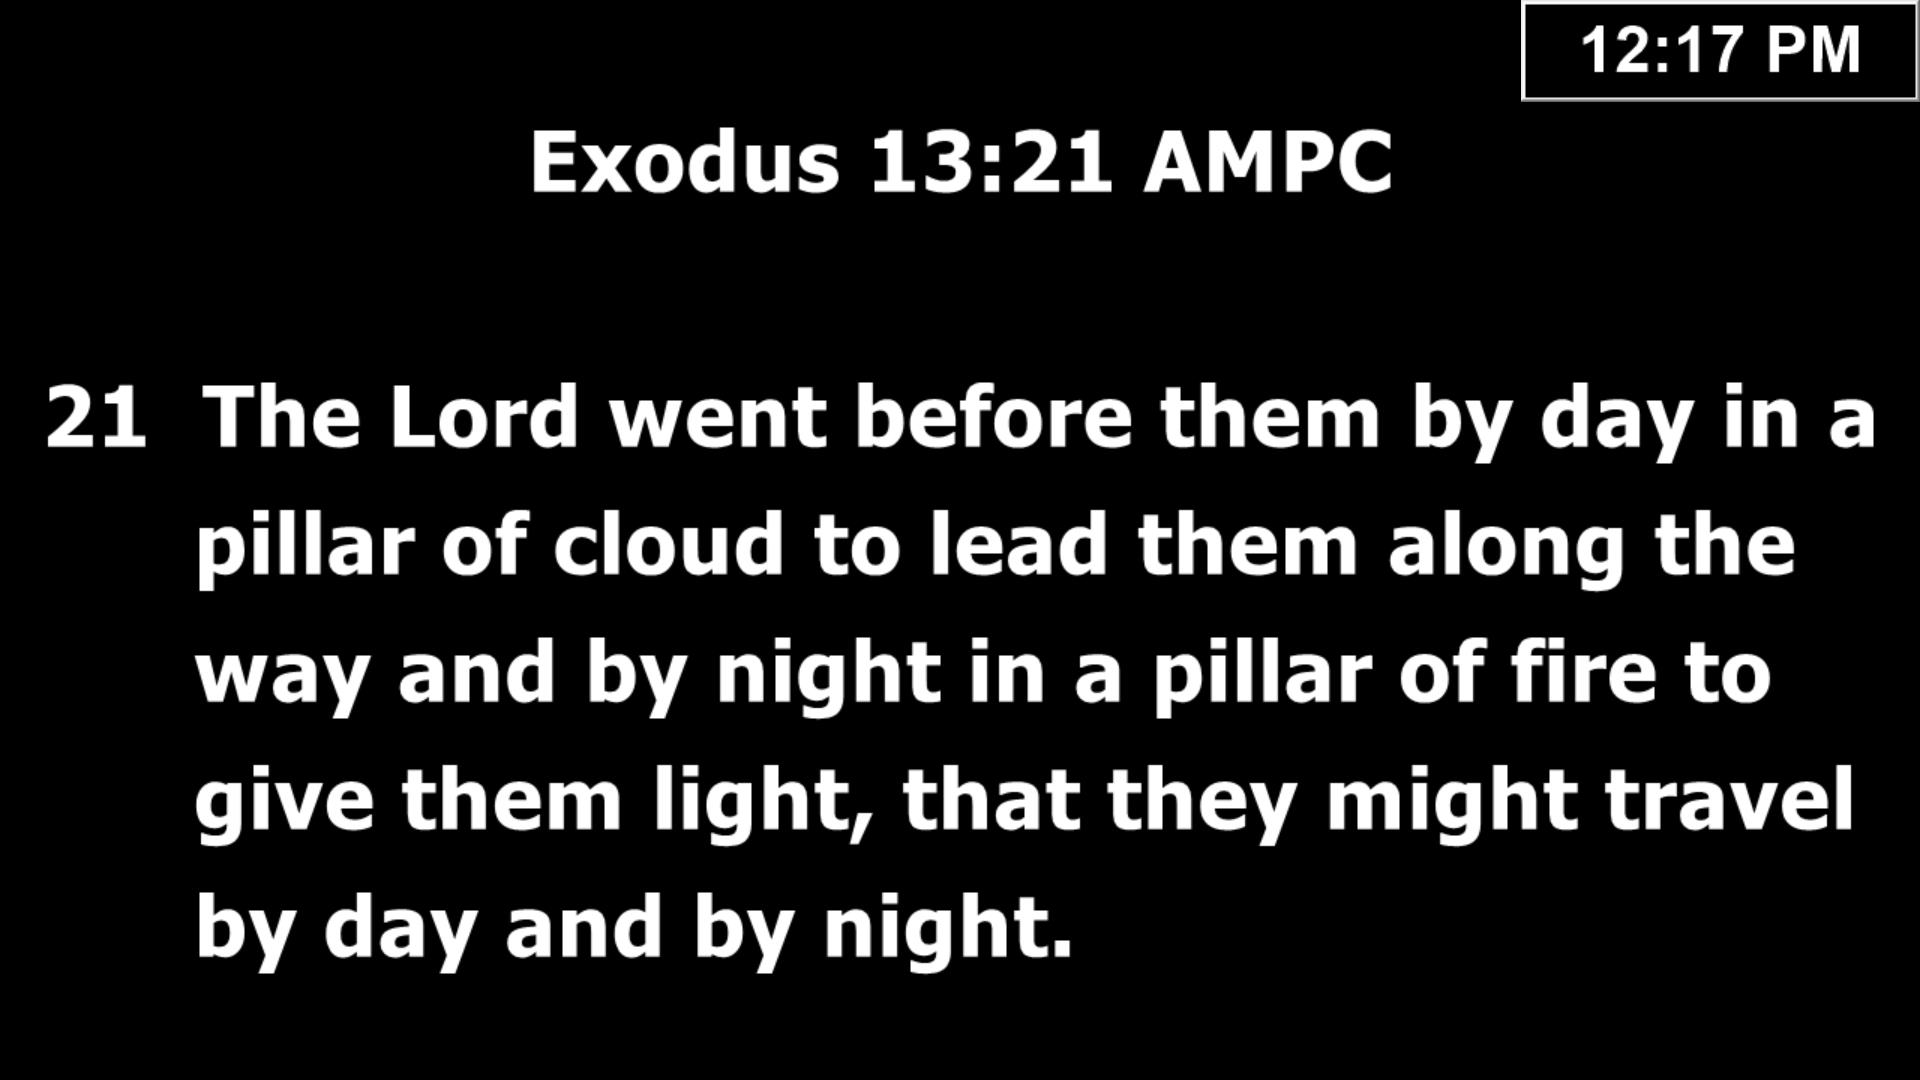 12:17 PM
Exodus 13:21 AMPC
21 The Lord went before them by day in a
pillar of cloud to lead them along the
way and by night in a pillar of fire to
give them light, that they might travel
by day and by night.